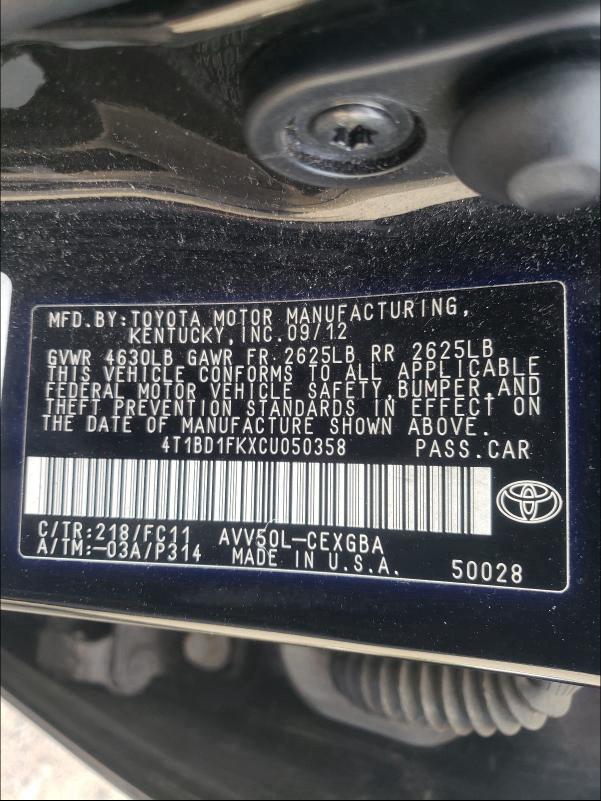 MFD.BY:TOYOTA MOTOR MANUFACTURING,
KENTUCKY,INC.09/12
GVWR 4630LB GAWR FR 2625LB RR 2625LB
THIS VEHICLE CONFORMS TO ALL APPLICABLE
FEDERAL MOTOR VEHICLE SAFETY,BUMPER,AND
THEFT PREVENTION STANDARDS IN EFFECT ON
THE DATE OF MANUFACTURE SHOWN ABOVE.
4T1BD1FKXCU050358 PASS.CAR
C/TR:218/FC11 AVV50L-CEXGBA
A/TM:-03A/P314 MADE IN U.S.A. 50028